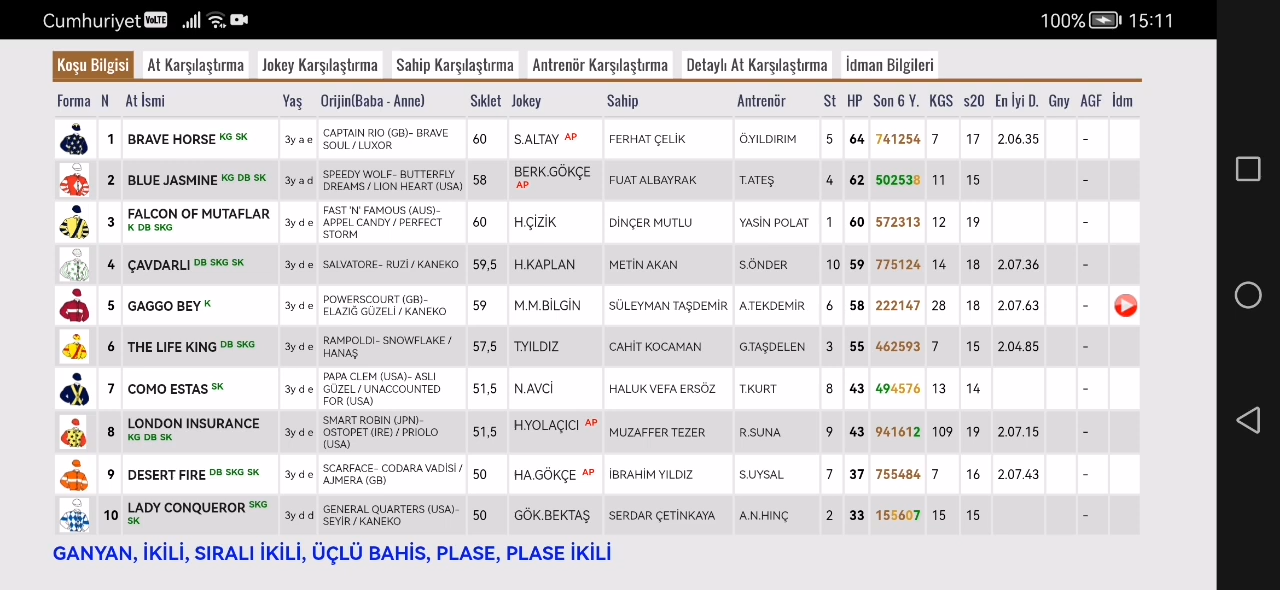 Cumhuriyet VoLTE 100% 15:11
Koşu Bilgisi At Karşılaştırma Jokey Karşılaştırma Sahip Karşılaştırma Antrenör Karşılaştırma Detaylı At Karşılaştırma İdman Bilgileri
Forma N At İsmi Yaş Orijin(Baba - Anne) Sıklet Jokey Sahip Antrenör St HP Son 6 Y. KGS s20 En İyi D. Gny AGF İdm
1 BRAVE HORSE KG SK 3y a e CAPTAIN RIO (GB)- BRAVE SOUL / LUXOR 60 S.ALTAY AP FERHAT ÇELİK Ö.YILDIRIM 5 64 741254 7 17 2.06.35 -
2 BLUE JASMINE KG DB SK 3y a d SPEEDY WOLF- BUTTERFLY DREAMS / LION HEART (USA) 58 BERK.GÖKÇE AP FUAT ALBAYRAK T.ATEŞ 4 62 502538 11 15 -
3 FALCON OF MUTAFLAR K DB SKG 3y d e FAST 'N' FAMOUS (AUS)- APPEL CANDY / PERFECT STORM 60 H.ÇİZİK DİNÇER MUTLU YASİN POLAT 1 60 572313 12 19 -
4 ÇAVDARLI DB SKG SK 3y d e SALVATORE- RUZİ / KANEKO 59,5 H.KAPLAN METİN AKAN S.ÖNDER 10 59 775124 14 18 2.07.36 -
5 GAGGO BEY K 3y d e POWERSCOURT (GB)- ELAZIĞ GÜZELİ / KANEKO 59 M.M.BİLGİN SÜLEYMAN TAŞDEMİR A.TEKDEMİR 6 58 222147 28 18 2.07.63 -
6 THE LIFE KING DB SKG 3y d e RAMPOLDI- SNOWFLAKE / HANAŞ 57,5 T.YILDIZ CAHİT KOCAMAN G.TAŞDELEN 3 55 462593 7 15 2.04.85 -
7 COMO ESTAS SK 3y d e PAPA CLEM (USA)- ASLI GÜZEL / UNACCOUNTED FOR (USA) 51,5 N.AVCİ HALUK VEFA ERSÖZ T.KURT 8 43 494576 13 14 -
8 LONDON INSURANCE KG DB SK 3y d e SMART ROBIN (JPN)- OSTOPET (IRE) / PRIOLO (USA) 51,5 H.YOLAÇICI AP MUZAFFER TEZER R.SUNA 9 43 941612 109 19 2.07.15 -
9 DESERT FIRE DB SKG SK 3y d e SCARFACE- CODARA VADİSİ / AJMERA (GB) 50 HA.GÖKÇE AP İBRAHİM YILDIZ S.UYSAL 7 37 755484 7 16 2.07.43 -
10 LADY CONQUEROR SKG SK 3y d d GENERAL QUARTERS (USA)- SEYİR / KANEKO 50 GÖK.BEKTAŞ SERDAR ÇETİNKAYA A.N.HINÇ 2 33 155607 15 15 -
GANYAN, İKİLİ, SIRALI İKİLİ, ÜÇLÜ BAHİS, PLASE, PLASE İKİLİ